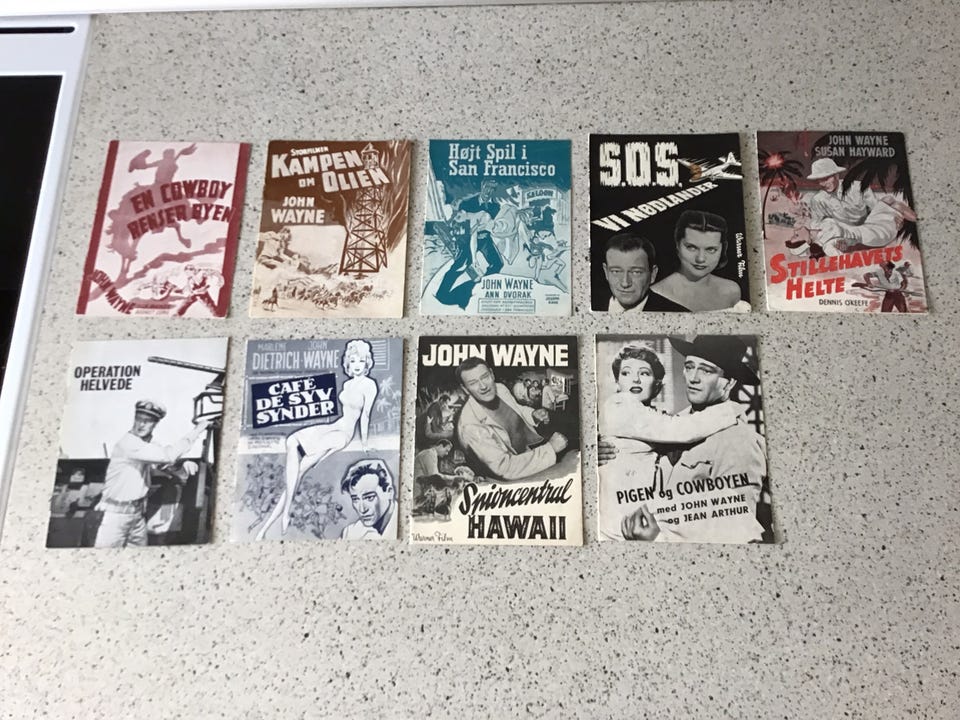 EN COWBOY
RENSER BYEN
JOHN WAYNE
STORFILMEN
KAMPEN
OM OLIEN
JOHN
WAYNE
Højt Spil i
San Francisco
SALOON
JOHN WAYNE
ANN DVORAK
S.O.S
VI NØDLANDER
Warner Film
JOHN WAYNE
SUSAN HAYWARD
STILLEHAVETS
HELTE
DENNIS O'KEEFE
OPERATION
HELVEDE
MARLENE JOHN
DIETRICH-WAYNE
CAFÉ
DE SYV
SYNDER
JOHN WAYNE
Spioncentral
HAWAII
Warner Film
PIGEN og COWBOYEN
med JOHN WAYNE
og JEAN ARTHUR